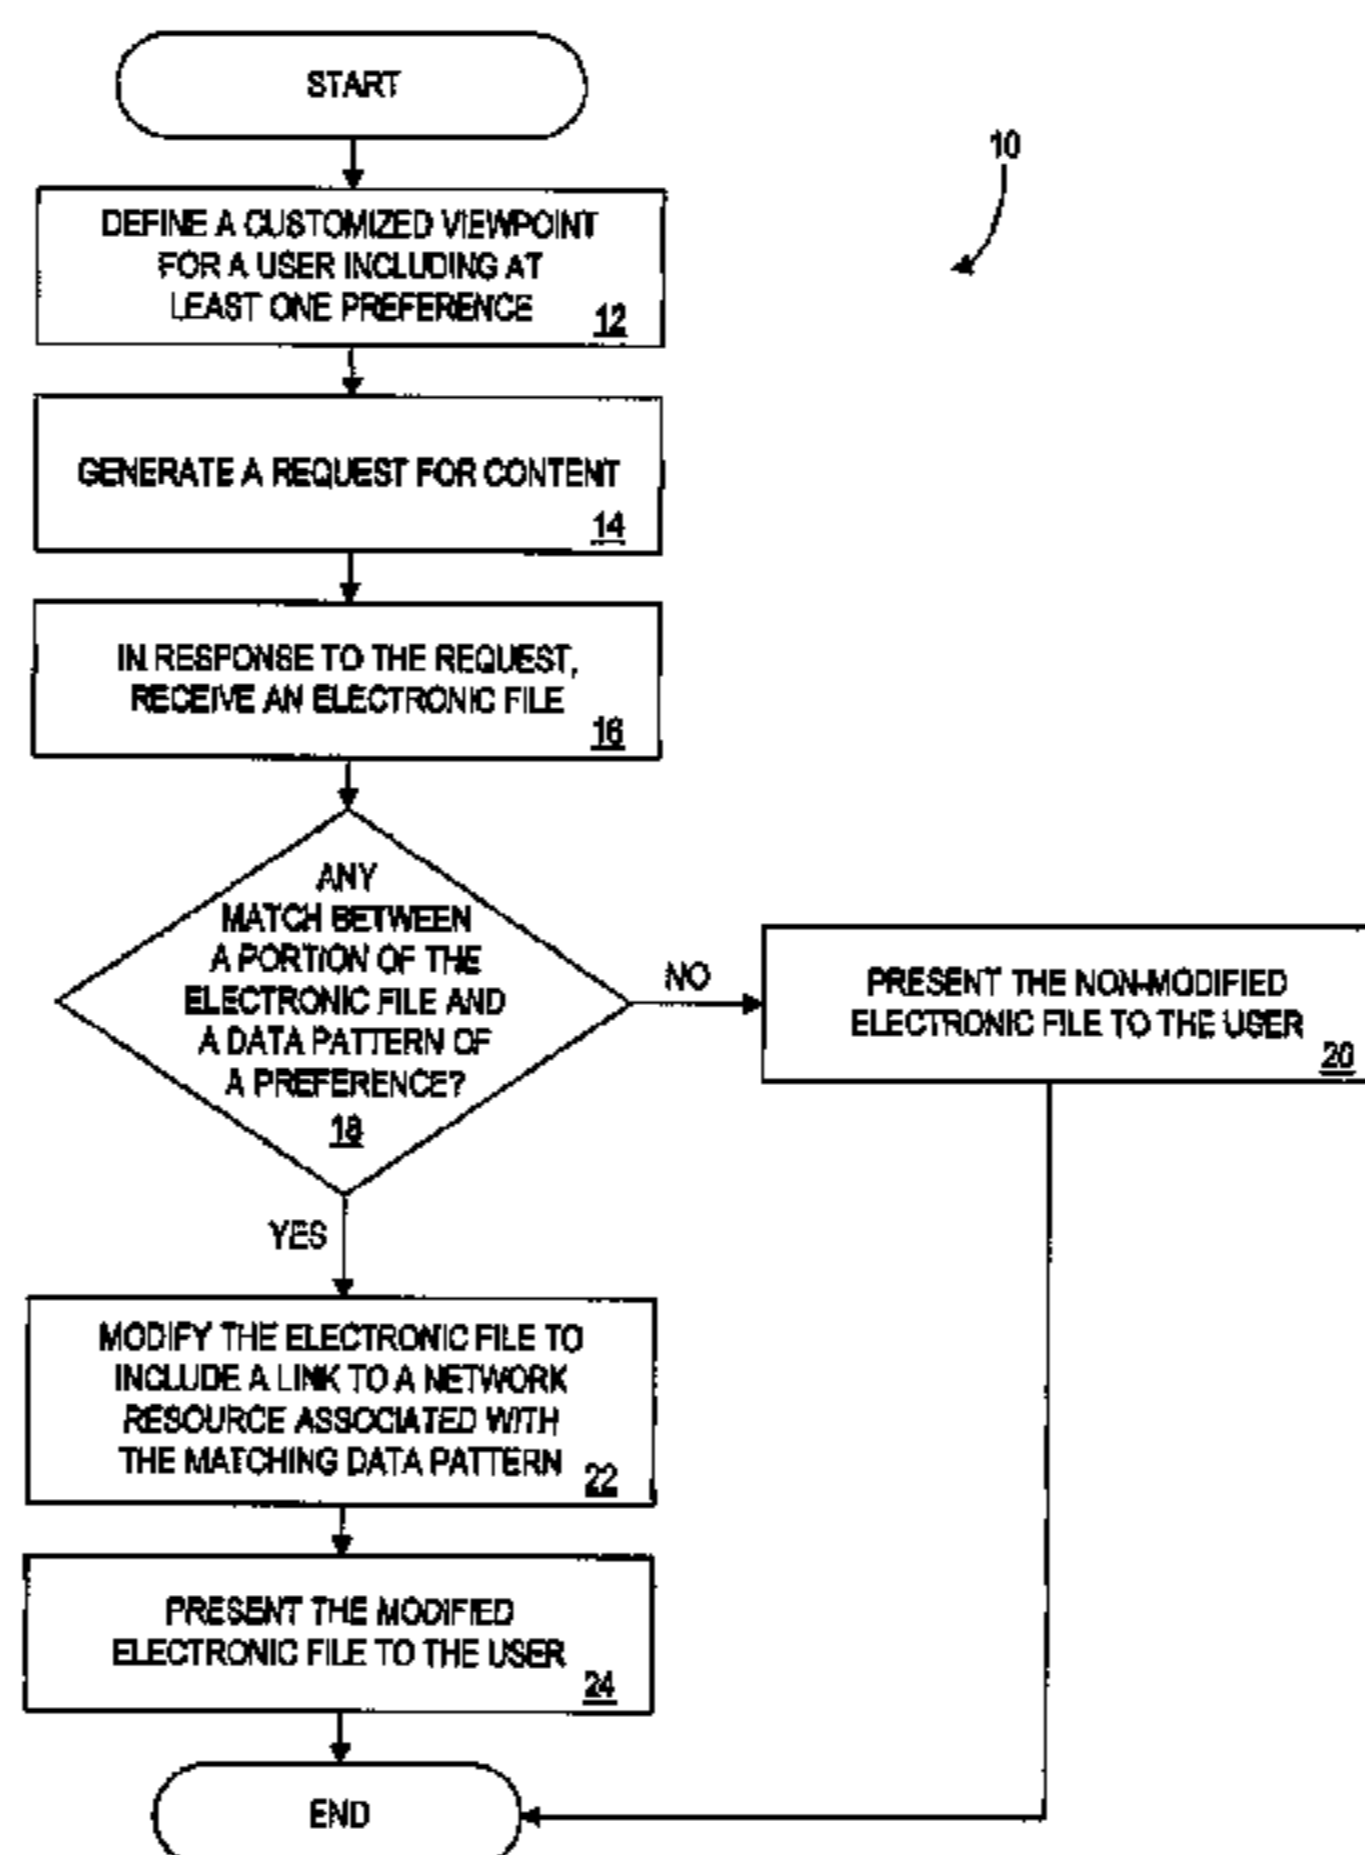 START
10
DEFINE A CUSTOMIZED VIEWPOINT
FOR A USER INCLUDING AT
LEAST ONE PREFERENCE
12
GENERATE A REQUEST FOR CONTENT
14
IN RESPONSE TO THE REQUEST,
RECEIVE AN ELECTRONIC FILE
16
ANY
MATCH BETWEEN
A PORTION OF THE
ELECTRONIC FILE AND
A DATA PATTERN OF
A PREFERENCE?
18
NO
PRESENT THE NON-MODIFIED
ELECTRONIC FILE TO THE USER
20
YES
MODIFY THE ELECTRONIC FILE TO
INCLUDE A LINK TO A NETWORK
RESOURCE ASSOCIATED WITH
THE MATCHING DATA PATTERN
22
PRESENT THE MODIFIED
ELECTRONIC FILE TO THE USER
24
END